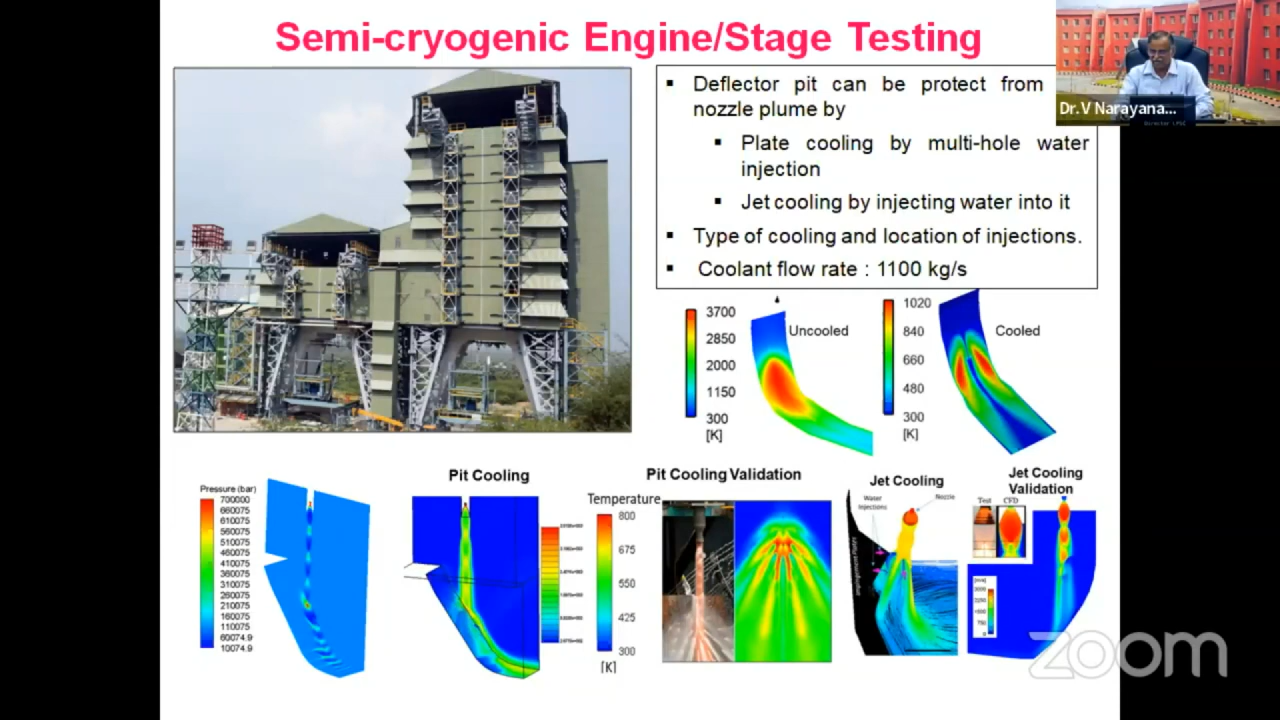 Semi-cryogenic Engine/Stage Testing
Dr.V Narayana...
▪ Deflector pit can be protect from
nozzle plume by
▪ Plate cooling by multi-hole water
injection
▪ Jet cooling by injecting water into it
▪ Type of cooling and location of injections.
▪ Coolant flow rate : 1100 kg/s
3700
2850
2000
1150
300
[K]
Uncooled
1020
840
660
480
300
[K]
Cooled
Pressure (bar)
700000
660075
610075
560075
510075
460075
410075
360075
310075
260075
210075
160075
110075
60074.9
10074.9
Pit Cooling
Temperature
800
675
550
425
300
[K]
Pit Cooling Validation
Jet Cooling
Water
Injections
Nozzle
Jet Cooling
Validation
Test CFD
zoom